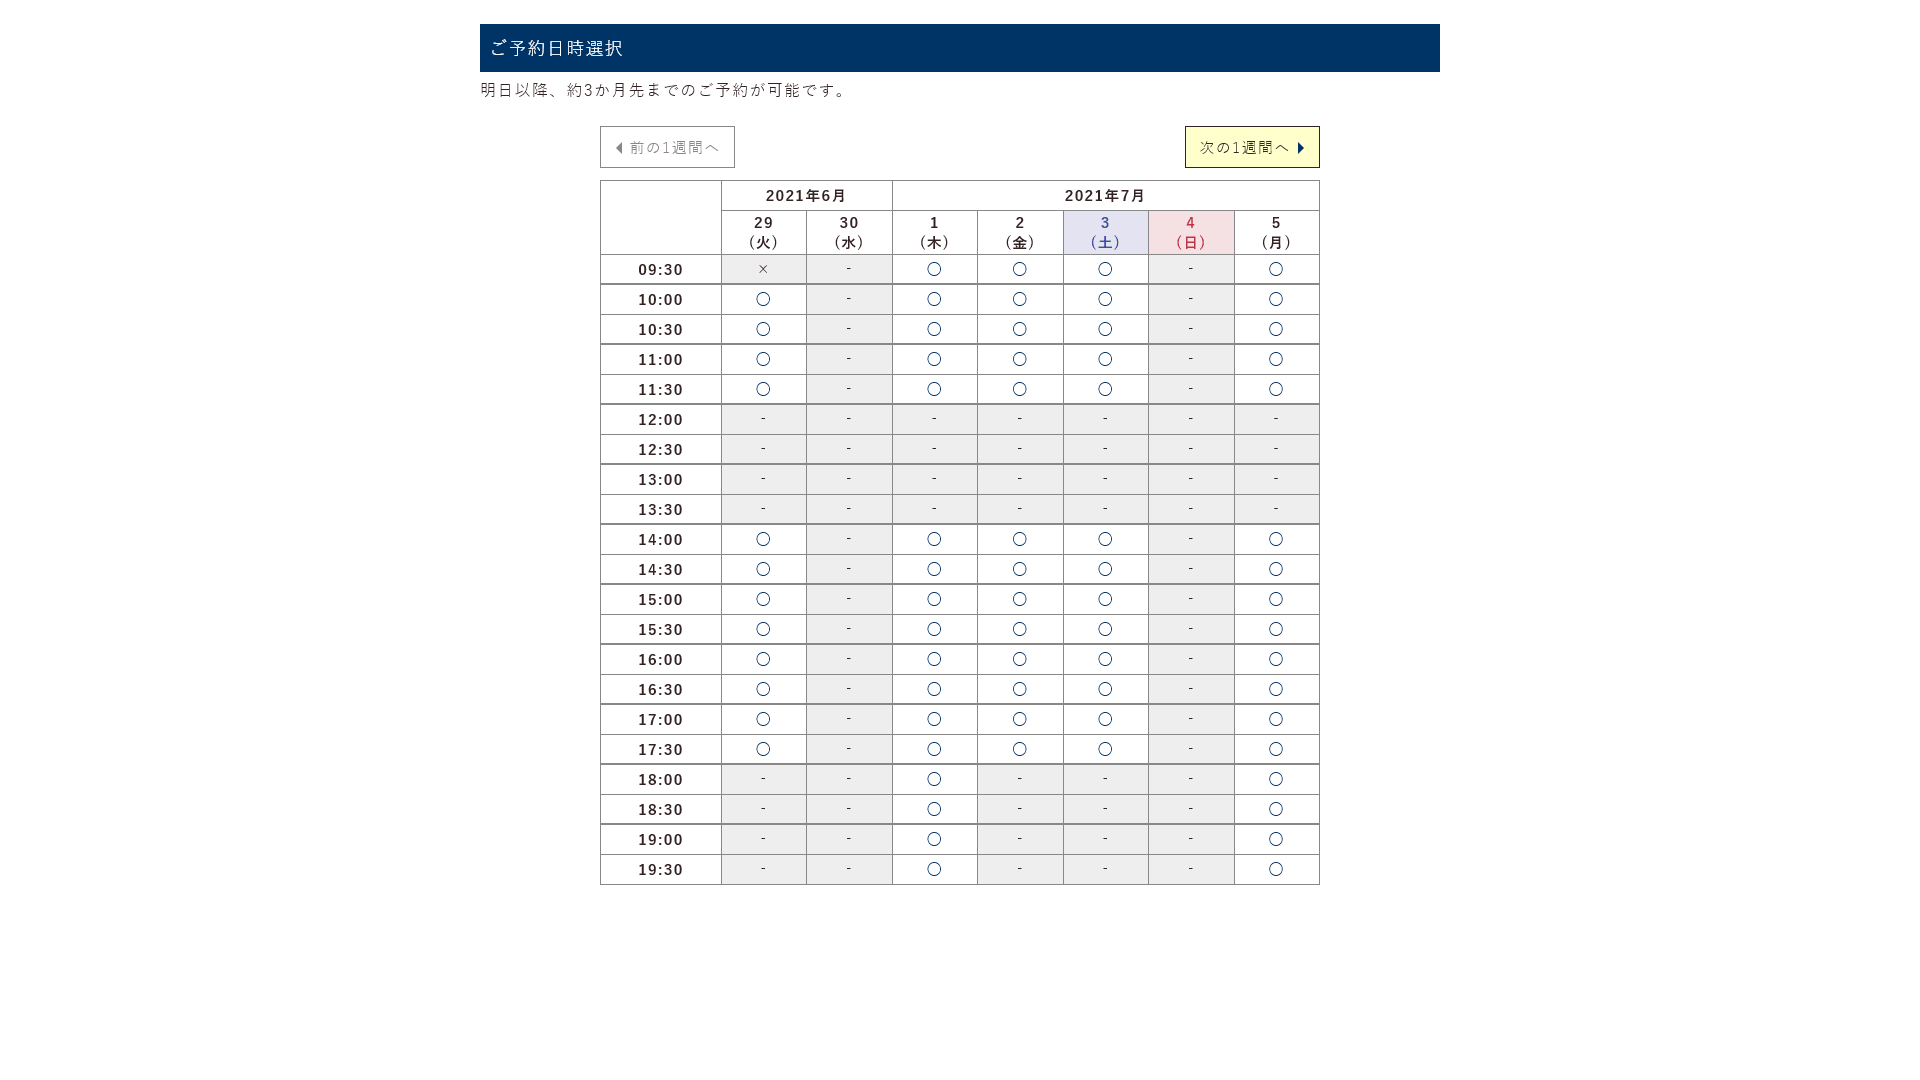 ご予約日時選択
明日以降、約3か月先までのご予約が可能です。
前の1週間へ 次の1週間へ
2021年6月 2021年7月
29 30 1 2 3 4 5
（火） （水） （木） （金） （土） （日） （月）
09:30 × - 〇 〇 〇 - 〇
10:00 〇 - 〇 〇 〇 - 〇
10:30 〇 - 〇 〇 〇 - 〇
11:00 〇 - 〇 〇 〇 - 〇
11:30 〇 - 〇 〇 〇 - 〇
12:00 - - - - - - -
12:30 - - - - - - -
13:00 - - - - - - -
13:30 - - - - - - -
14:00 〇 - 〇 〇 〇 - 〇
14:30 〇 - 〇 〇 〇 - 〇
15:00 〇 - 〇 〇 〇 - 〇
15:30 〇 - 〇 〇 〇 - 〇
16:00 〇 - 〇 〇 〇 - 〇
16:30 〇 - 〇 〇 〇 - 〇
17:00 〇 - 〇 〇 〇 - 〇
17:30 〇 - 〇 〇 〇 - 〇
18:00 - - 〇 - - - 〇
18:30 - - 〇 - - - 〇
19:00 - - 〇 - - - 〇
19:30 - - 〇 - - - 〇